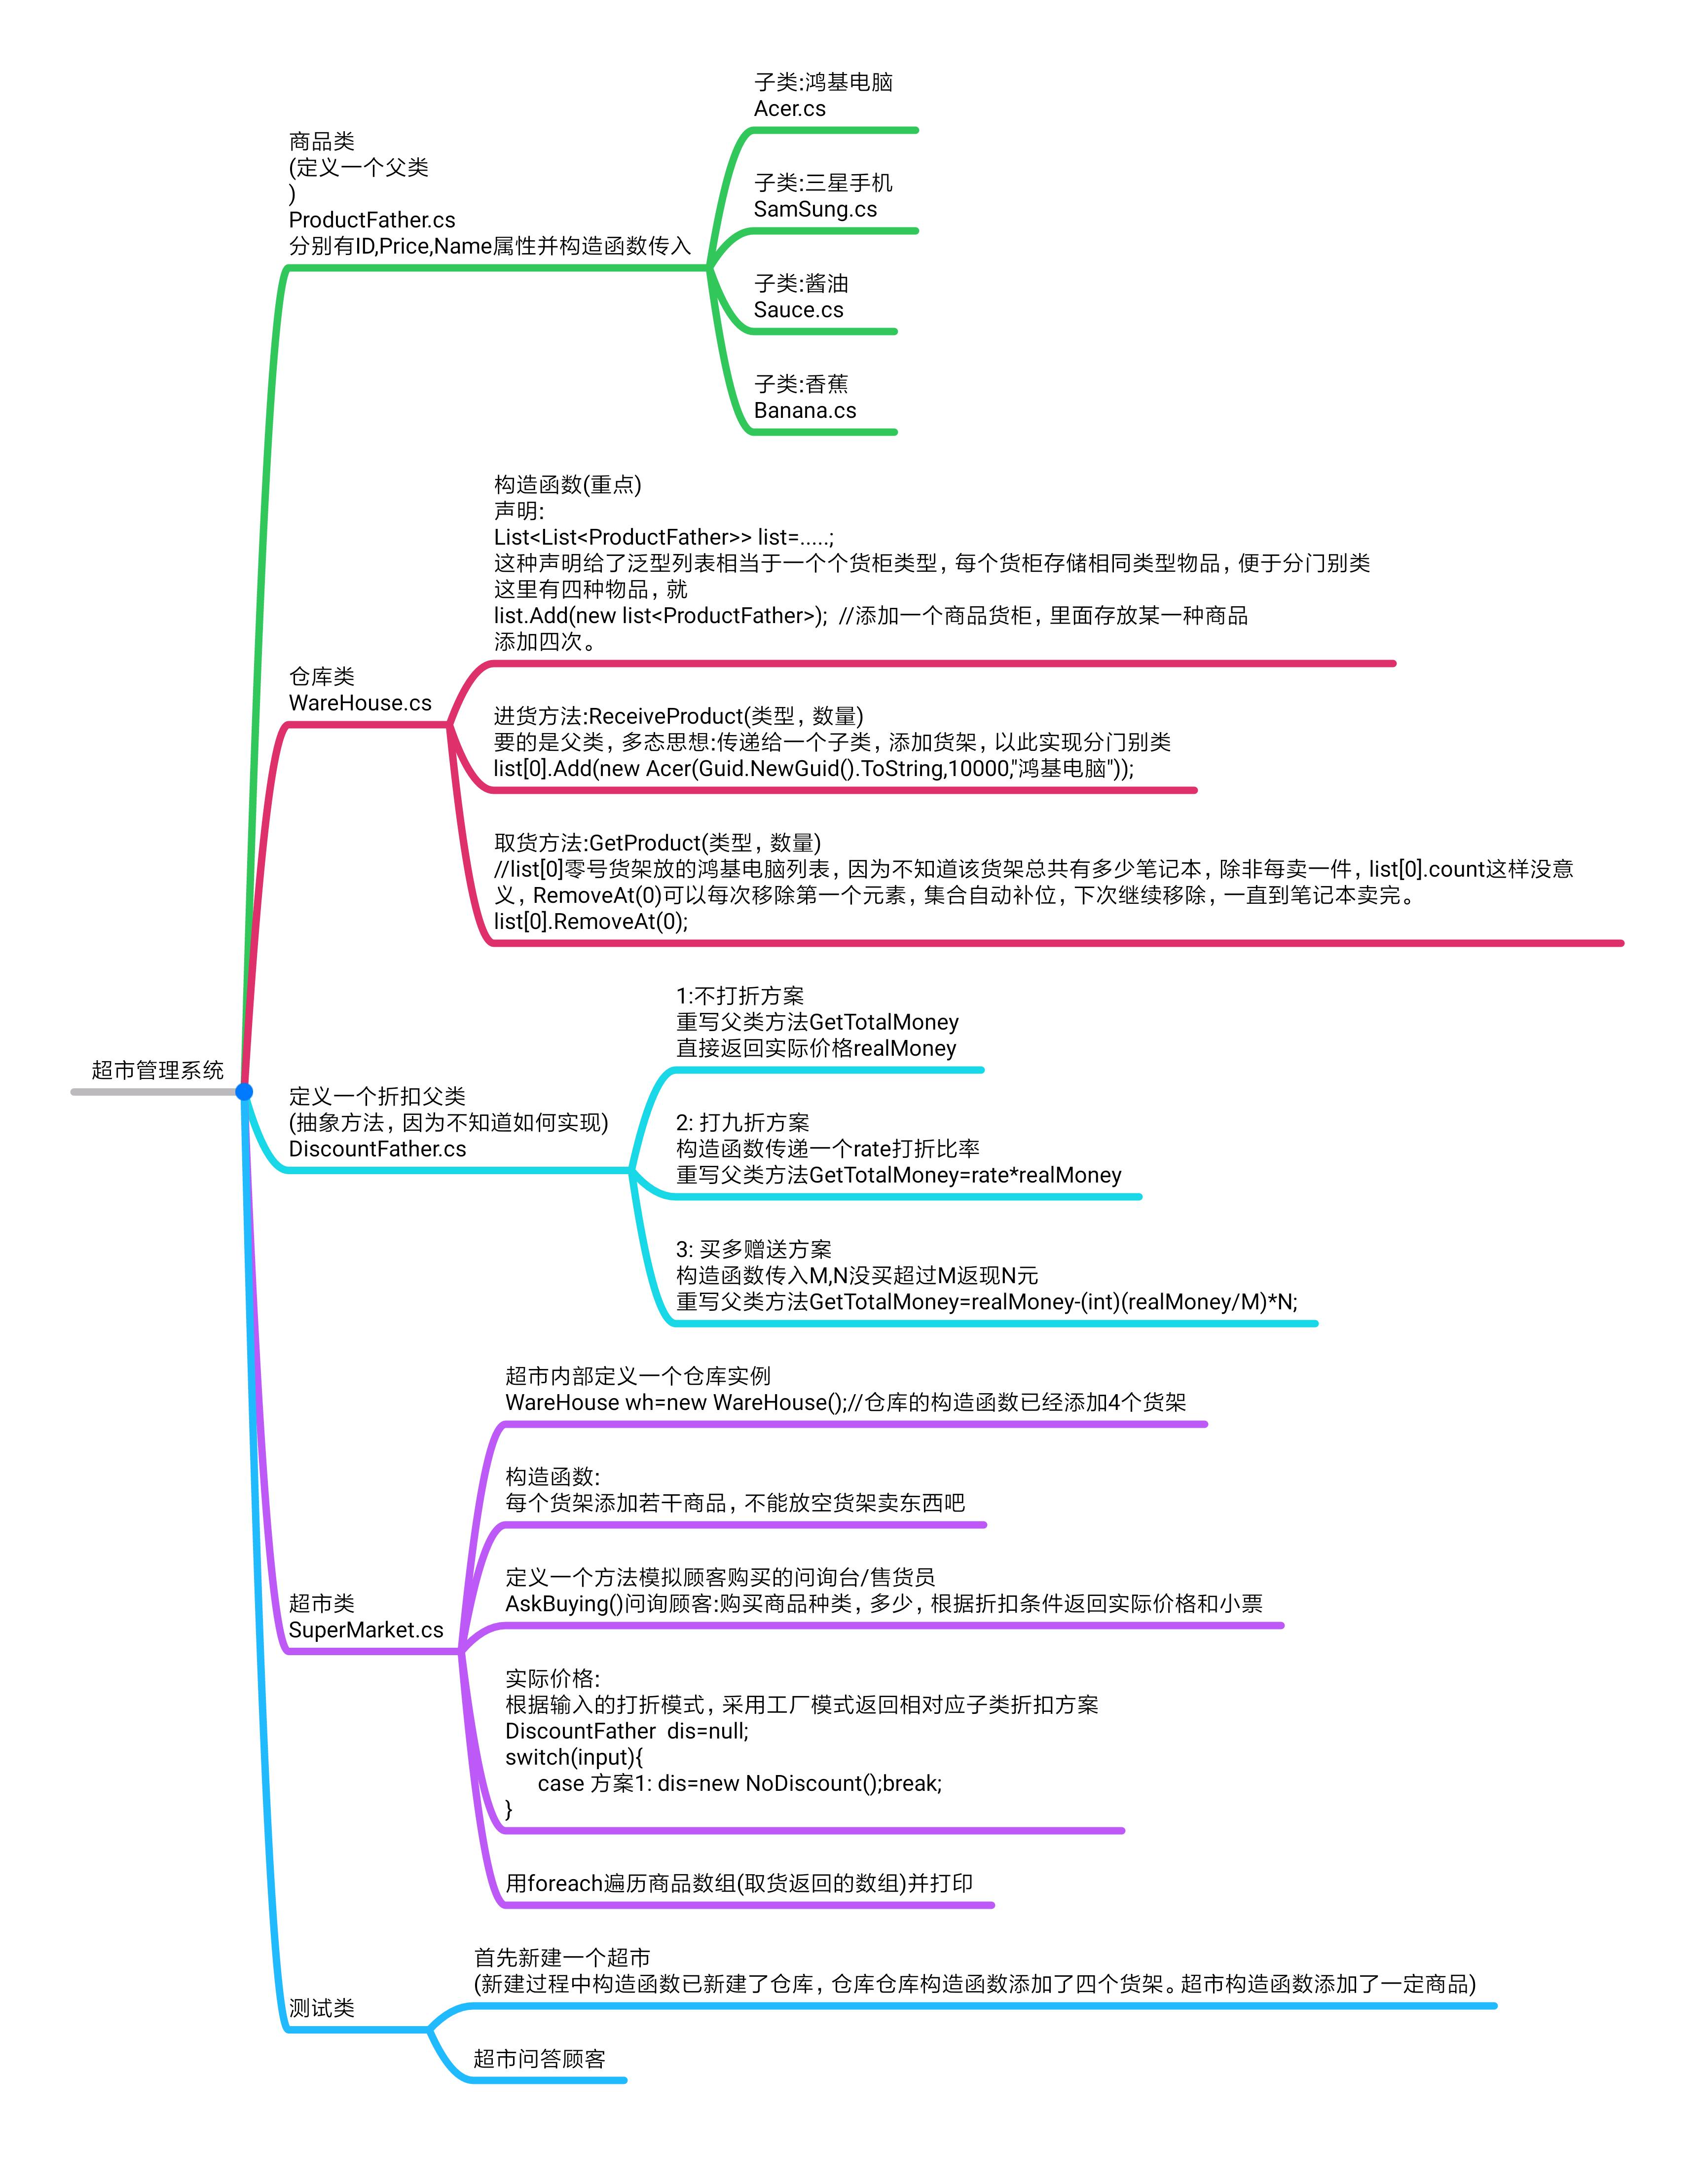 超市管理系统
商品类
(定义一个父类
)
ProductFather.cs
分别有ID,Price,Name属性并构造函数传入
子类:鸿基电脑
Acer.cs
子类:三星手机
SamSung.cs
子类:酱油
Sauce.cs
子类:香蕉
Banana.cs
仓库类
WareHouse.cs
构造函数(重点)
声明:
List<List<ProductFather>> list=.....;
这种声明给了泛型列表相当于一个个货柜类型，每个货柜存储相同类型物品，便于分门别类
这里有四种物品，就
list.Add(new list<ProductFather>);  //添加一个商品货柜，里面存放某一种商品
添加四次。
进货方法:ReceiveProduct(类型，数量)
要的是父类，多态思想:传递给一个子类，添加货架，以此实现分门别类
list[0].Add(new Acer(Guid.NewGuid().ToString,10000,"鸿基电脑"));
取货方法:GetProduct(类型，数量)
//list[0]零号货架放的鸿基电脑列表，因为不知道该货架总共有多少笔记本，除非每卖一件，list[0].count这样没意
义，RemoveAt(0)可以每次移除第一个元素，集合自动补位，下次继续移除，一直到笔记本卖完。
list[0].RemoveAt(0);
定义一个折扣父类
(抽象方法，因为不知道如何实现)
DiscountFather.cs
1:不打折方案
重写父类方法GetTotalMoney
直接返回实际价格realMoney
2: 打九折方案
构造函数传递一个rate打折比率
重写父类方法GetTotalMoney=rate*realMoney
3: 买多赠送方案
构造函数传入M,N没买超过M返现N元
重写父类方法GetTotalMoney=realMoney-(int)(realMoney/M)*N;
超市类
SuperMarket.cs
超市内部定义一个仓库实例
WareHouse wh=new WareHouse();//仓库的构造函数已经添加4个货架
构造函数:
每个货架添加若干商品，不能放空货架卖东西吧
定义一个方法模拟顾客购买的问询台/售货员
AskBuying()问询顾客:购买商品种类，多少，根据折扣条件返回实际价格和小票
实际价格:
根据输入的打折模式，采用工厂模式返回相对应子类折扣方案
DiscountFather  dis=null;
switch(input){
case 方案1: dis=new NoDiscount();break;
}
用foreach遍历商品数组(取货返回的数组)并打印
测试类
首先新建一个超市
(新建过程中构造函数已新建了仓库，仓库仓库构造函数添加了四个货架。超市构造函数添加了一定商品)
超市问答顾客